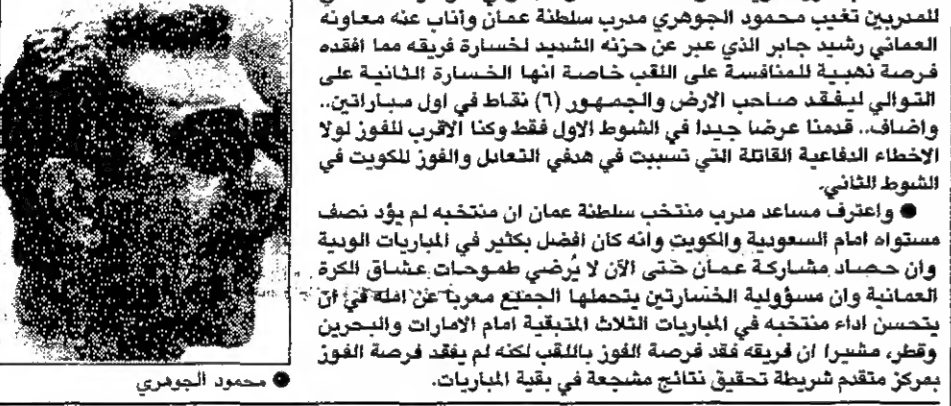 للمدربين تغيب محمود الجوهري مدرب سلطنة عمان وأناب عنه معاونه
العماني رشيد جابر الذي عبر عن حزنه الشديد لخسارة فريقه مما افقده
فرصة ذهبية للمنافسة على اللقب خاصة انها الخسارة الثانية على
التوالي ليفقد صاحب الارض والجمهور (٦) نقاط في اول مباراتين..
واضاف.. قدمنا عرضا جيدا في الشوط الاول فقط وكنا الاقرب للفوز لولا
الاخطاء الدفاعية القاتلة التي تسببت في هدفي التعادل والفوز للكويت في
الشوط الثاني.
● واعترف مساعد مدرب منتخب سلطنة عمان ان منتخبه لم يؤد نصف
مستواه امام السعودية والكويت وانه كان افضل بكثير في المباريات الودية
وان حصاد مشاركة عمان حتى الآن لا يُرضي طموحات عشاق الكرة
العمانية وان مسؤولية الخسارتين يتحملها الجميع معربا عن امله في ان
يتحسن اداء منتخبه في المباريات الثلاث المتبقية امام الامارات والبحرين
وقطر، مشيرا ان فريقه فقد فرصة الفوز باللقب لكنه لم يفقد فرصة الفوز
بمركز متقدم شريطة تحقيق نتائج مشجعة في بقية المباريات.
● محمود الجوهري